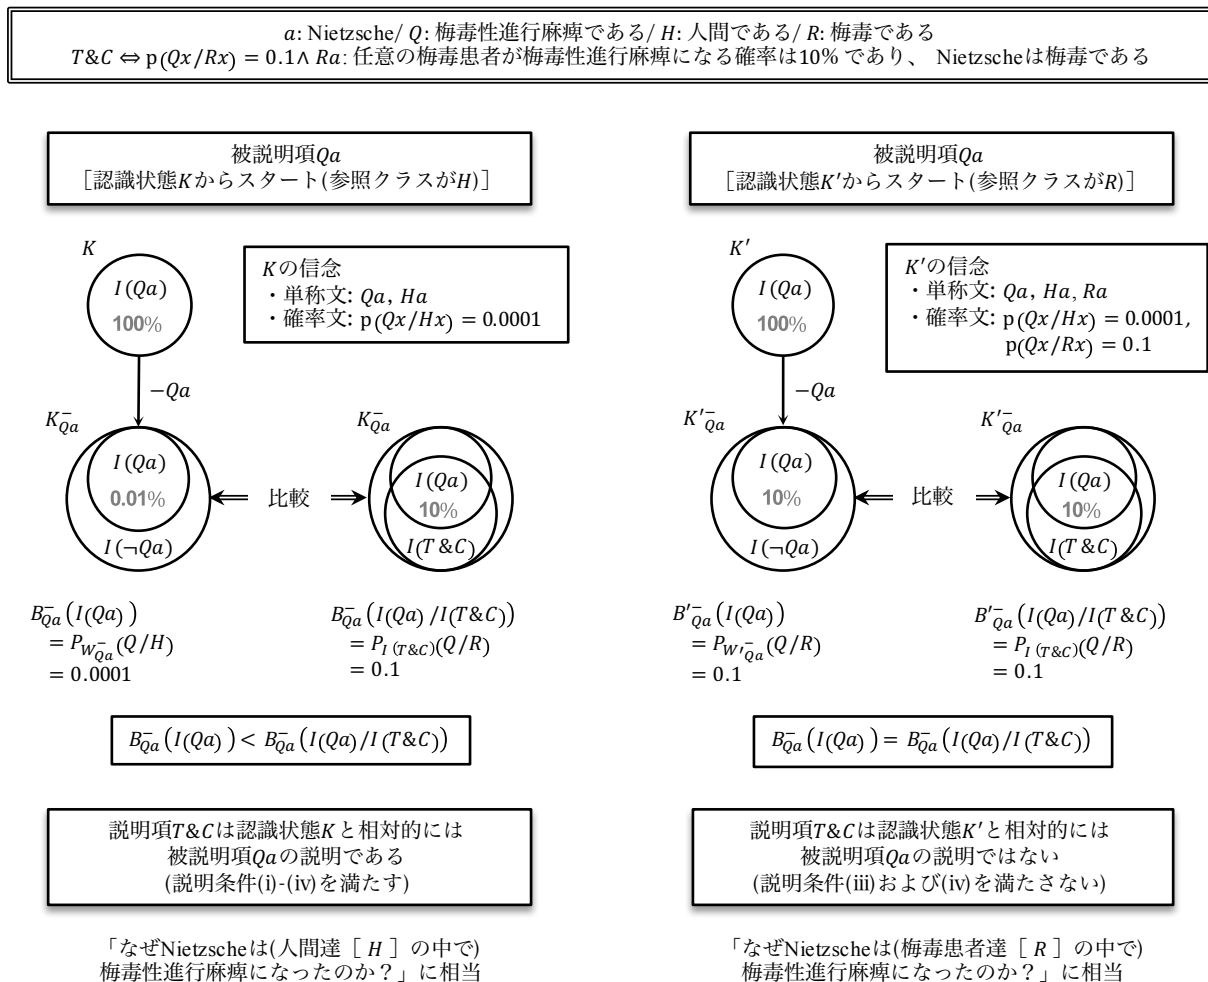 a: Nietzsche/ Q: 梅毒性進行麻痺である/ H: 人間である/ R: 梅毒である
T&C ⇔ p(Qx/Rx) = 0.1∧ Ra: 任意の梅毒患者が梅毒性進行麻痺になる確率は10% であり、 Nietzscheは梅毒である
被説明項Qa
［認識状態Kからスタート(参照クラスがH)］
K
I(Qa)
100%
Kの信念
・単称文: Qa, Ha
・確率文: p(Qx/Hx) = 0.0001
−Qa
K⁻Qa
I(Qa)
0.01%
I(¬Qa)
比較
K⁻Qa
I(Qa)
10%
I(T&C)
B⁻Qa(I(Qa))
= P_W⁻Qa(Q/H)
= 0.0001
B⁻Qa(I(Qa)/I(T&C))
= P_I(T&C)(Q/R)
= 0.1
B⁻Qa(I(Qa)) < B⁻Qa(I(Qa)/I(T&C))
説明項T&Cは認識状態Kと相対的には
被説明項Qaの説明である
(説明条件(i)-(iv)を満たす)
「なぜNietzscheは(人間達［ H ］の中で)
梅毒性進行麻痺になったのか？」に相当
被説明項Qa
［認識状態K′からスタート(参照クラスがR)］
K′
I(Qa)
100%
K′の信念
・単称文: Qa, Ha, Ra
・確率文: p(Qx/Hx) = 0.0001,
p(Qx/Rx) = 0.1
−Qa
K′⁻Qa
I(Qa)
10%
I(¬Qa)
比較
K′⁻Qa
I(Qa)
10%
I(T&C)
B′⁻Qa(I(Qa))
= P_W′⁻Qa(Q/R)
= 0.1
B′⁻Qa(I(Qa)/I(T&C))
= P_I(T&C)(Q/R)
= 0.1
B⁻Qa(I(Qa)) = B⁻Qa(I(Qa)/I(T&C))
説明項T&Cは認識状態K′と相対的には
被説明項Qaの説明ではない
(説明条件(iii)および(iv)を満たさない)
「なぜNietzscheは(梅毒患者達［ R ］の中で)
梅毒性進行麻痺になったのか？」に相当